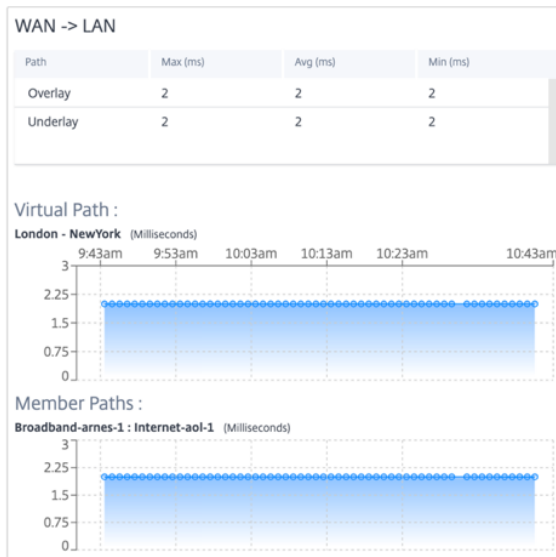 WAN -> LAN
Path Max (ms) Avg (ms) Min (ms)
Overlay 2 2 2
Underlay 2 2 2
Virtual Path :
London - NewYork (Milliseconds)
9:43am 9:53am 10:03am 10:13am 10:23am 10:43am
3
2.25
1.5
0.75
0
Member Paths :
Broadband-arnes-1 : Internet-aol-1 (Milliseconds)
3
2.25
1.5
0.75
0